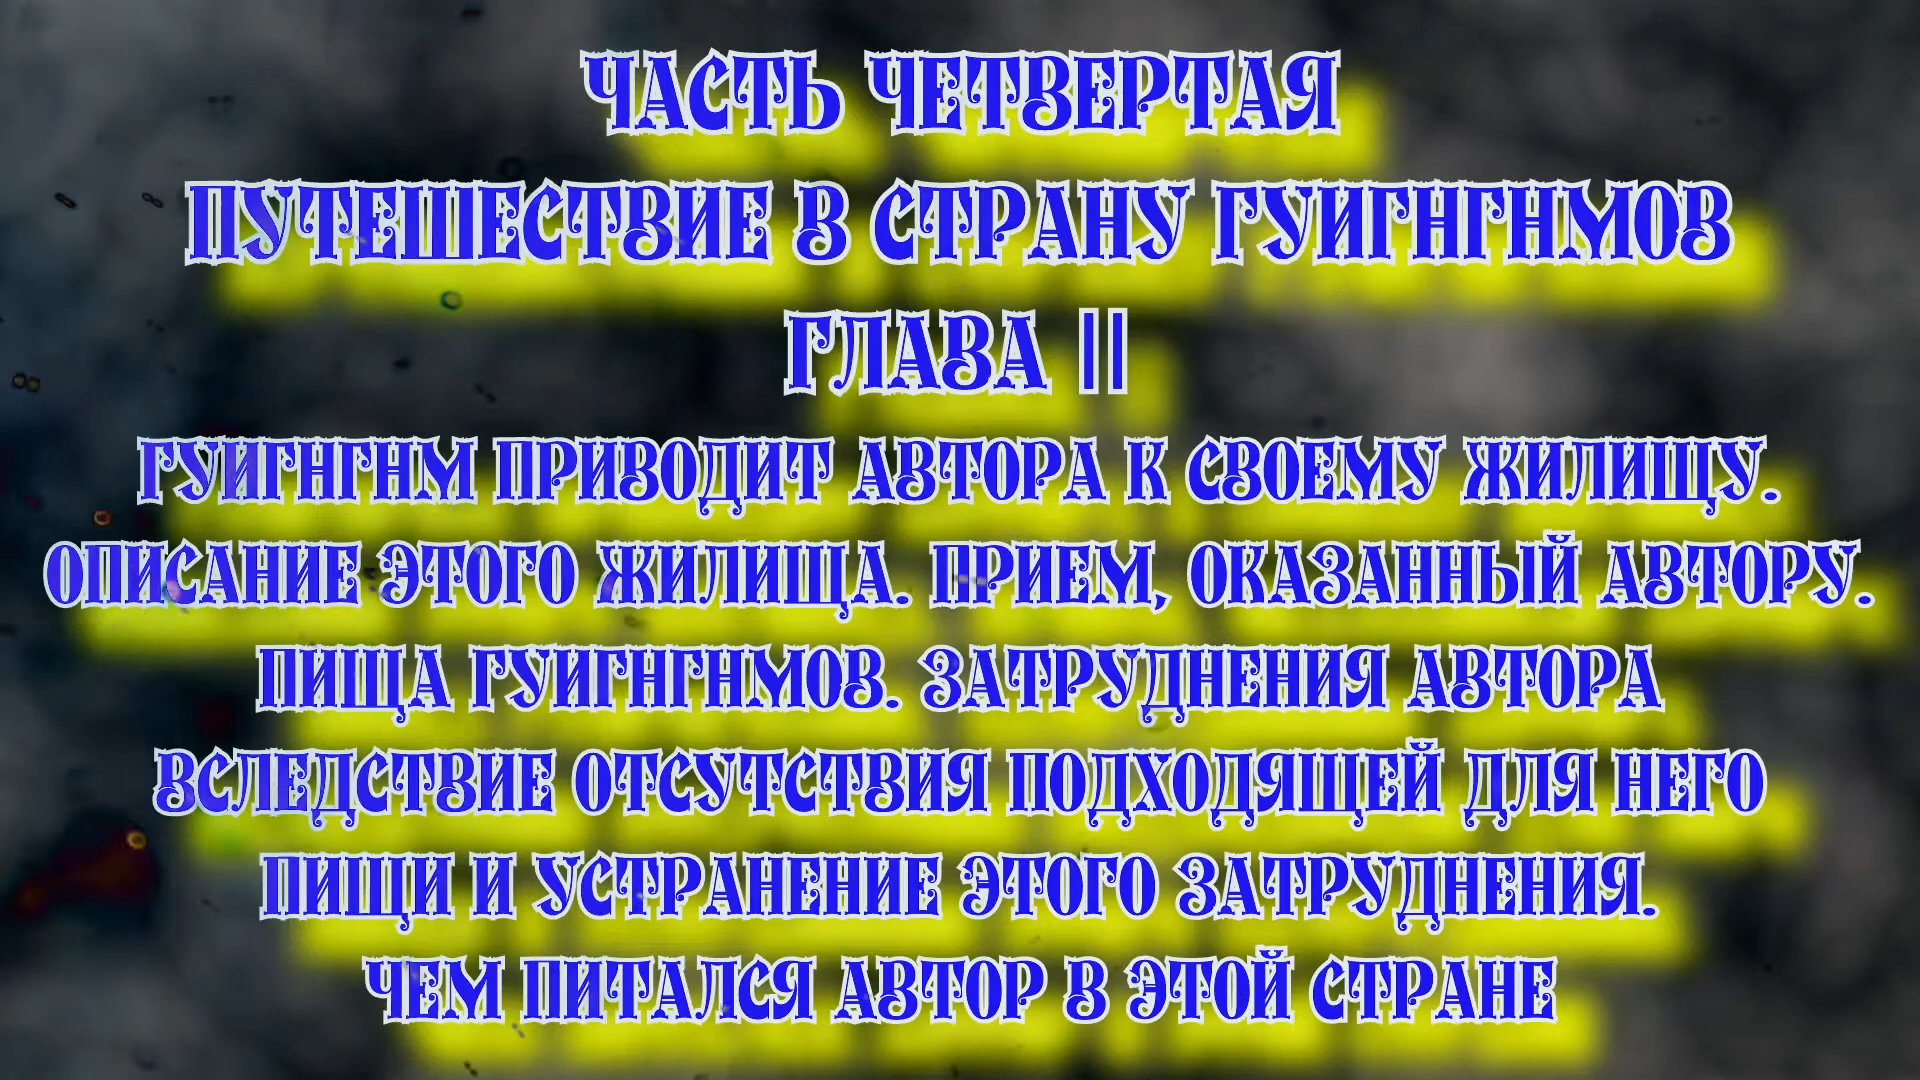 ЧАСТЬ ЧЕТВЕРТАЯ
ПУТЕШЕСТВИЕ В СТРАНУ ГУИГНГНМОВ
ГЛАВА II
ГУИГНГНМ ПРИВОДИТ АВТОРА К СВОЕМУ ЖИЛИЩУ.
ОПИСАНИЕ ЭТОГО ЖИЛИЩА. ПРИЕМ, ОКАЗАННЫЙ АВТОРУ.
ПИЩА ГУИГНГНМОВ. ЗАТРУДНЕНИЯ АВТОРА
ВСЛЕДСТВИЕ ОТСУТСТВИЯ ПОДХОДЯЩЕЙ ДЛЯ НЕГО
ПИЩИ И УСТРАНЕНИЕ ЭТОГО ЗАТРУДНЕНИЯ.
ЧЕМ ПИТАЛСЯ АВТОР В ЭТОЙ СТРАНЕ